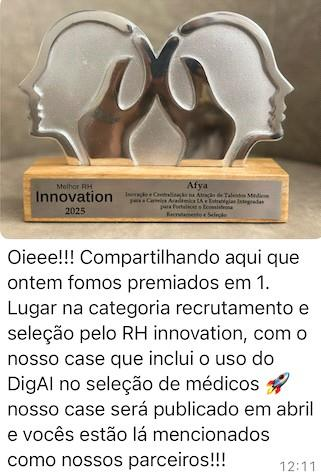 Melhor RH
Innovation
2025
Afya
Inovação e Centralização na Atração de Talentos Médicos
para a Carreira Acadêmica IA e Estratégias Integradas
para Fortalecer o Ecossistema
Recrutamento e Seleção
Oieee!!! Compartilhando aqui que
ontem fomos premiados em 1.
Lugar na categoria recrutamento e
seleção pelo RH innovation, com o
nosso case que inclui o uso do
DigAI no seleção de médicos 🚀
nosso case será publicado em abril
e vocês estão lá mencionados
como nossos parceiros!!!
12:11